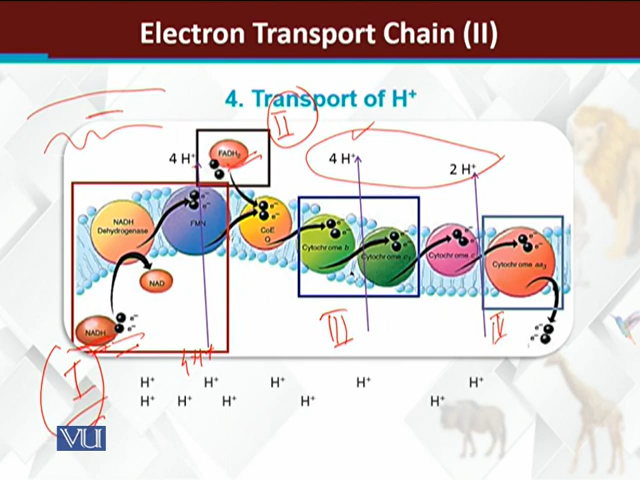 Electron Transport Chain (II)
4. Transport of H⁺
II
4 H⁺
FADH₂
4 H⁺
2 H⁺
NADH
Dehydrogenase
FMN
e⁻
e⁻
e⁻
e⁻
CoE
Q
e⁻
e⁻
Cytochrome b
e⁻
e⁻
Cytochrome c₁
e⁻
e⁻
Cytochrome c
e⁻
e⁻
Cytochrome aa₃
NAD
NADH
e⁻
e⁻
e⁻
e⁻
III
IV
4H⁺
I
H⁺ H⁺ H⁺ H⁺ H⁺
H⁺ H⁺ H⁺ H⁺ H⁺
VU